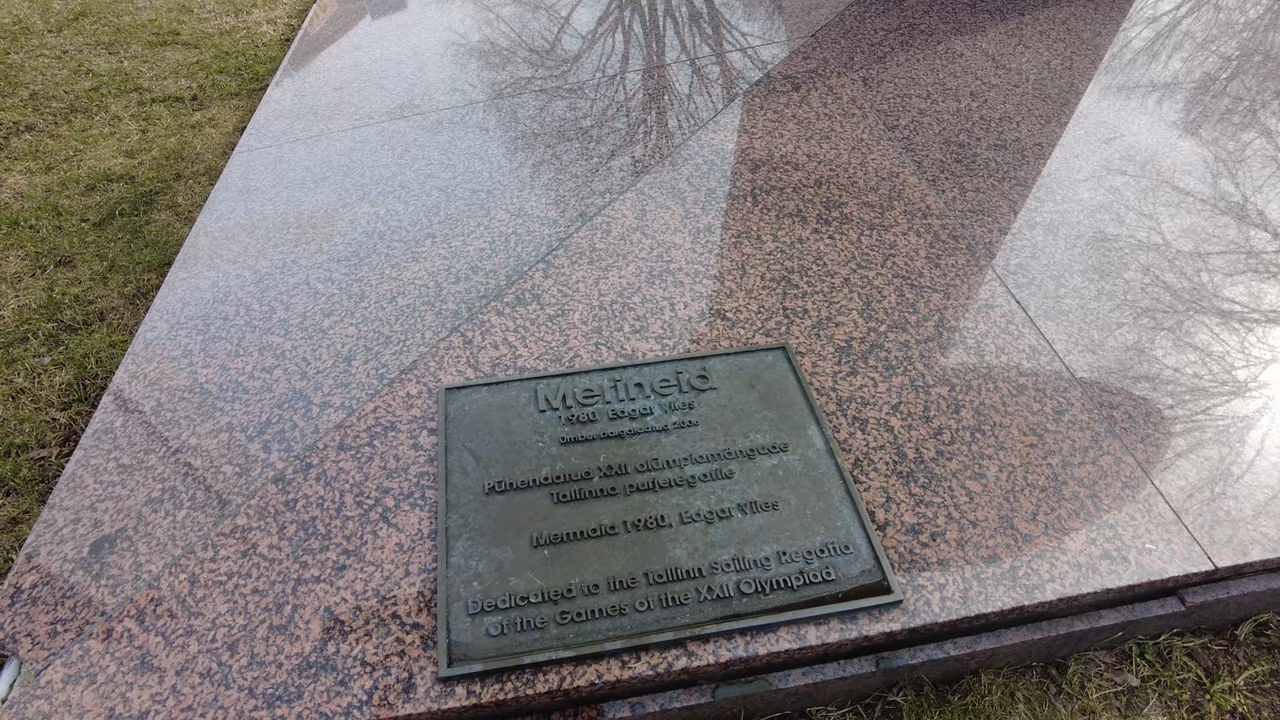 Merineid
1980 Edgar Viies
ümber paigaldatud 2006
Pühendatud XXII olümpiamängude
Tallinna purjeregatile
Mermaid 1980, Edgar Viies
Dedicated to the Tallinn Sailing Regatta
of the Games of the XXII Olympiad